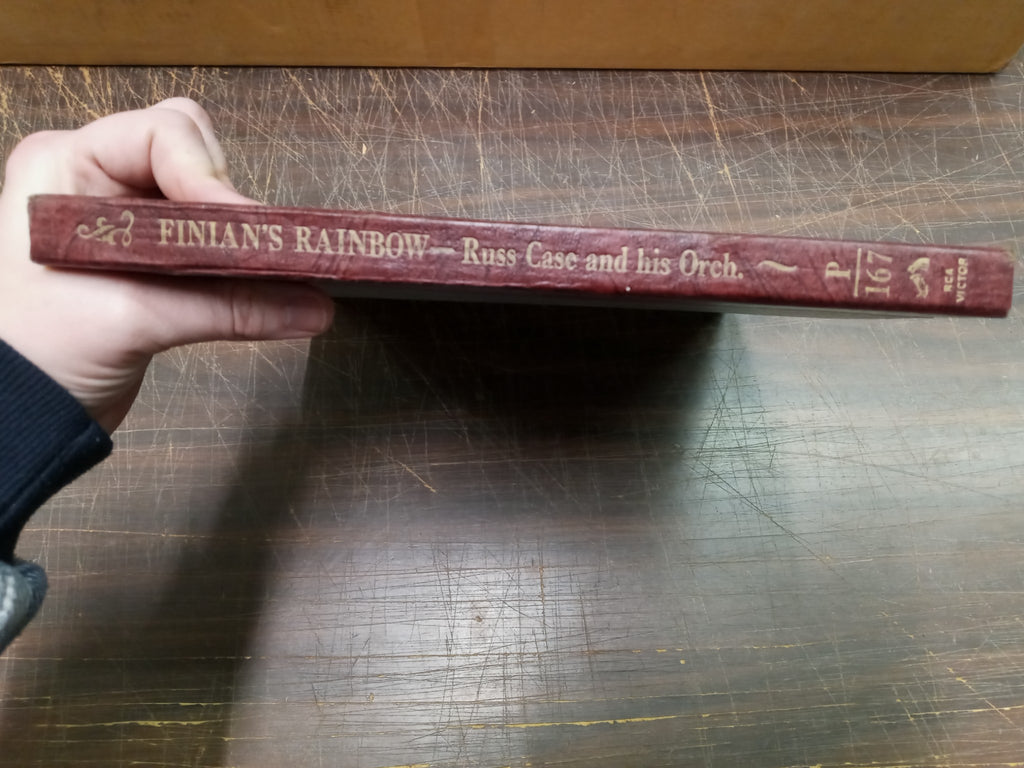 FINIAN'S RAINBOW — Russ Case and his Orch.
P
167
RCA
VICTOR